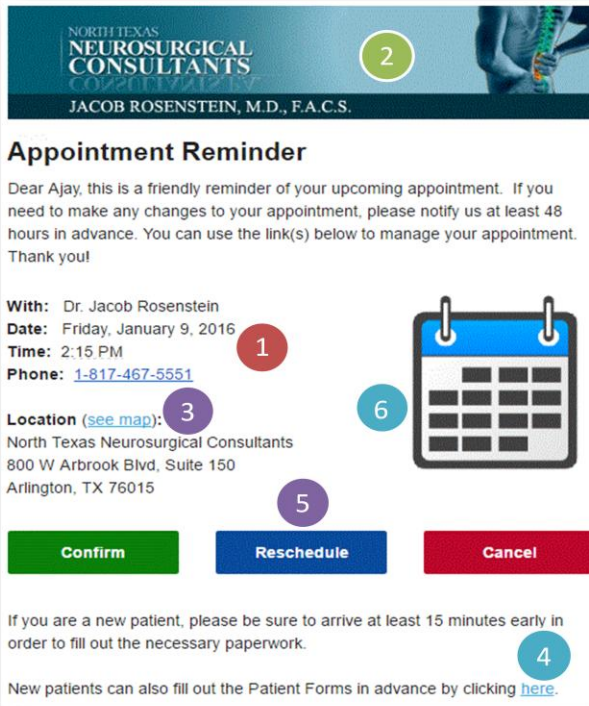 NORTH TEXAS
NEUROSURGICAL
CONSULTANTS
JACOB ROSENSTEIN, M.D., F.A.C.S.
2
Appointment Reminder
Dear Ajay, this is a friendly reminder of your upcoming appointment. If you
need to make any changes to your appointment, please notify us at least 48
hours in advance. You can use the link(s) below to manage your appointment.
Thank you!
With: Dr. Jacob Rosenstein
Date: Friday, January 9, 2016
Time: 2:15 PM
1
Phone: 1-817-467-5551
Location (see map):
3
6
North Texas Neurosurgical Consultants
800 W Arbrook Blvd, Suite 150
Arlington, TX 76015
5
Confirm
Reschedule
Cancel
If you are a new patient, please be sure to arrive at least 15 minutes early in
order to fill out the necessary paperwork.
4
New patients can also fill out the Patient Forms in advance by clicking here.